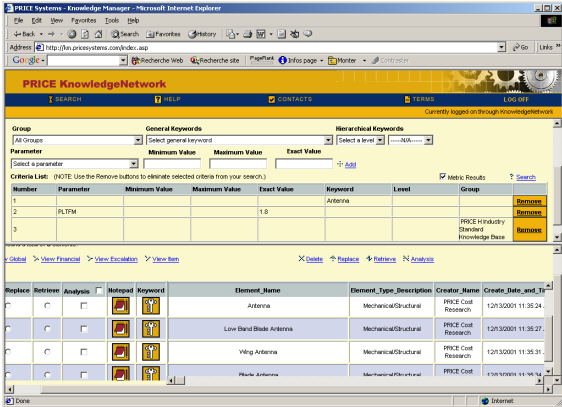 PRICE Systems - Knowledge Manager - Microsoft Internet Explorer
File Edit View Favorites Tools Help
Back Search Favorites History
Address http://km.pricesystems.com/index.asp Go Links »
Google Recherche Web Recherche site PageRank Infos page Monter Contraster
PRICE KnowledgeNetwork
SEARCH HELP CONTACTS TERMS LOG OFF
Currently logged on through KnowledgeNetwork
Group General Keywords Hierarchical Keywords
All Groups Select general keywords Select a level -----N/A-----
Parameter Minimum Value Maximum Value Exact Value
Select a parameter Add
Criteria List: (NOTE: Use the Remove buttons to eliminate selected criteria from your search.) Metric Results ? Search
Number Parameter Minimum Value Maximum Value Exact Value Keyword Level Group
1 Antenna Remove
2 PLTFM 1.8 Remove
3 PRICE H Industry Standard Knowledge Base Remove
w Global View Financial View Escalation View Item Delete Replace Retrieve Analysis
Replace Retrieve Analysis Notepad Keyword Element_Name Element_Type_Description Creator_Name Create_Date_and_Ti
Antenna Mechanical/Structural PRICE Cost Research 12/13/2001 11:35:24
Low Band Blade Antenna Mechanical/Structural PRICE Cost Research 12/13/2001 11:35:27
Wing Antenna Mechanical/Structural PRICE Cost Research 12/13/2001 11:35:31
Blade Antenna Mechanical/Structural PRICE Cost 12/13/2001 11:35:34
Done Internet